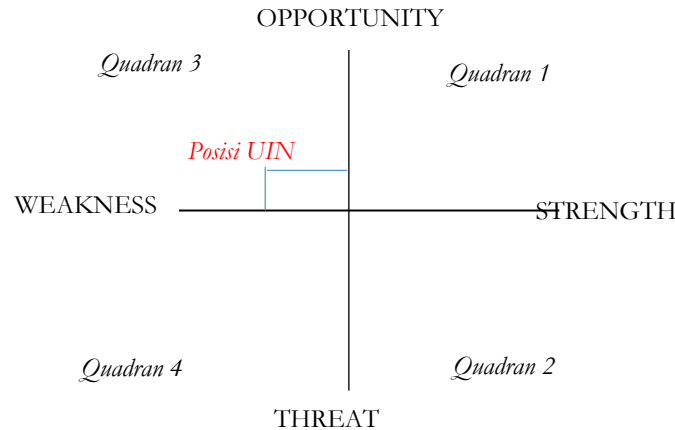 OPPORTUNITY
Quadran 3
Quadran 1
Posisi UIN
WEAKNESS
STRENGTH
Quadran 4
Quadran 2
THREAT